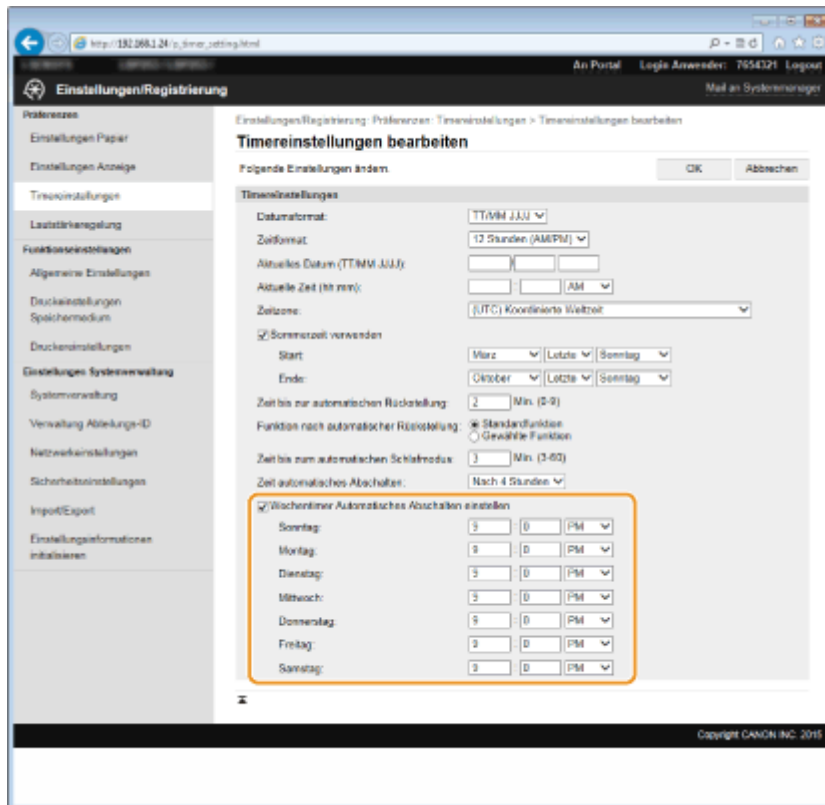 http://192.168.1.24/p_timer_setting.html
An Portal Login Anwender: 7654321 Logout
Einstellungen/Registrierung Mail an Systemmanager
Präferenzen
Einstellungen Papier
Einstellungen Anzeige
Timereinstellungen
Lautstärkeregelung
Funktionseinstellungen
Allgemeine Einstellungen
Druckeinstellungen
Speichermedium
Druckereinstellungen
Einstellungen Systemverwaltung
Systemverwaltung
Verwaltung Abteilungs-ID
Netzwerkeinstellungen
Sicherheitseinstellungen
Import/Export
Einstellungsinformationen
initialisieren
Einstellungen/Registrierung: Präferenzen: Timereinstellungen > Timereinstellungen bearbeiten
Timereinstellungen bearbeiten
Folgende Einstellungen ändern. OK Abbrechen
Timereinstellungen
Datumsformat: TT/MM JJJJ
Zeitformat: 12 Stunden (AM/PM)
Aktuelles Datum (TT/MM JJJJ): /
Aktuelle Zeit (hh:mm): : AM
Zeitzone: (UTC) Koordinierte Weltzeit
Sommerzeit verwenden
Start: März Letzte Sonntag
Ende: Oktober Letzte Sonntag
Zeit bis zur automatischen Rückstellung: 2 Min. (0-9)
Funktion nach automatischer Rückstellung: Standardfunktion
Gewählte Funktion
Zeit bis zum automatischen Schlafmodus: 3 Min. (3-60)
Zeit automatisches Abschalten: Nach 4 Stunden
Wochentimer Automatisches Abschalten einstellen
Sonntag: 9 : 0 PM
Montag: 9 : 0 PM
Dienstag: 9 : 0 PM
Mittwoch: 9 : 0 PM
Donnerstag: 9 : 0 PM
Freitag: 9 : 0 PM
Samstag: 9 : 0 PM
Copyright CANON INC. 2015